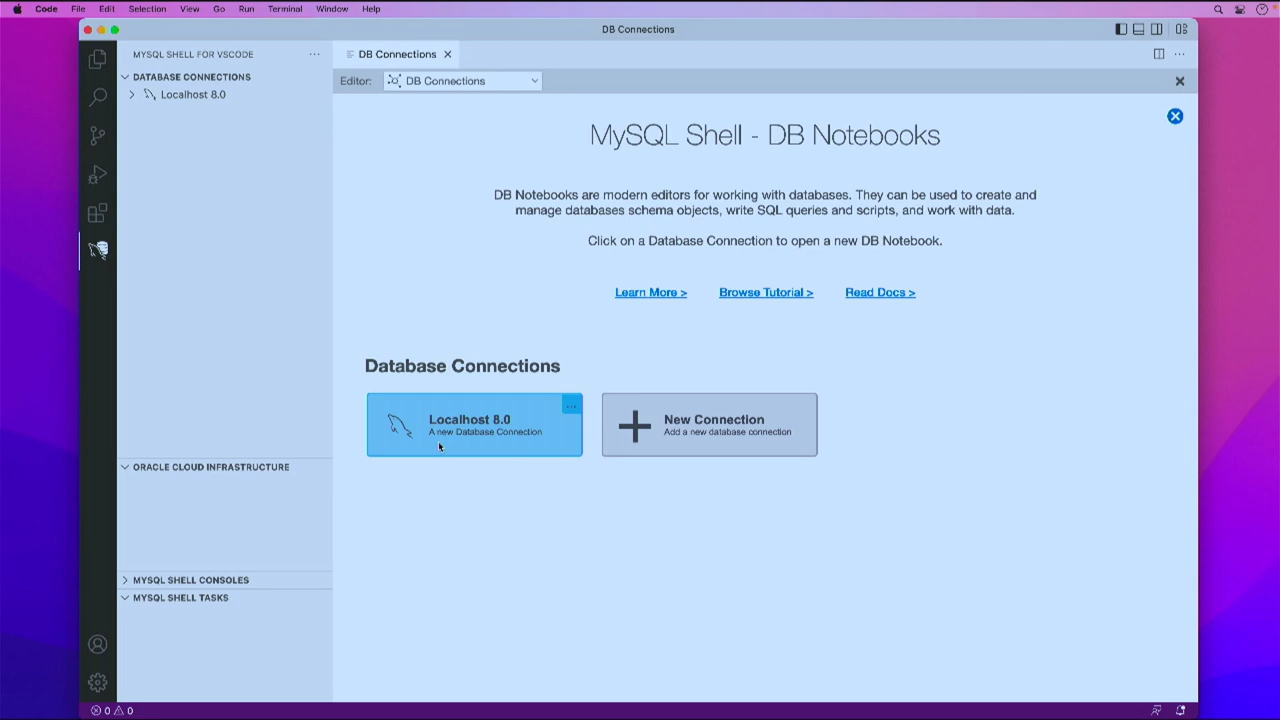 Code File Edit Selection View Go Run Terminal Window Help
DB Connections
MYSQL SHELL FOR VSCODE
DB Connections
DATABASE CONNECTIONS
Localhost 8.0
Editor: DB Connections
MySQL Shell - DB Notebooks
DB Notebooks are modern editors for working with databases. They can be used to create and
manage databases schema objects, write SQL queries and scripts, and work with data.
Click on a Database Connection to open a new DB Notebook.
Learn More > Browse Tutorial > Read Docs >
Database Connections
Localhost 8.0
A new Database Connection
New Connection
Add a new database connection
ORACLE CLOUD INFRASTRUCTURE
MYSQL SHELL CONSOLES
MYSQL SHELL TASKS
0 0